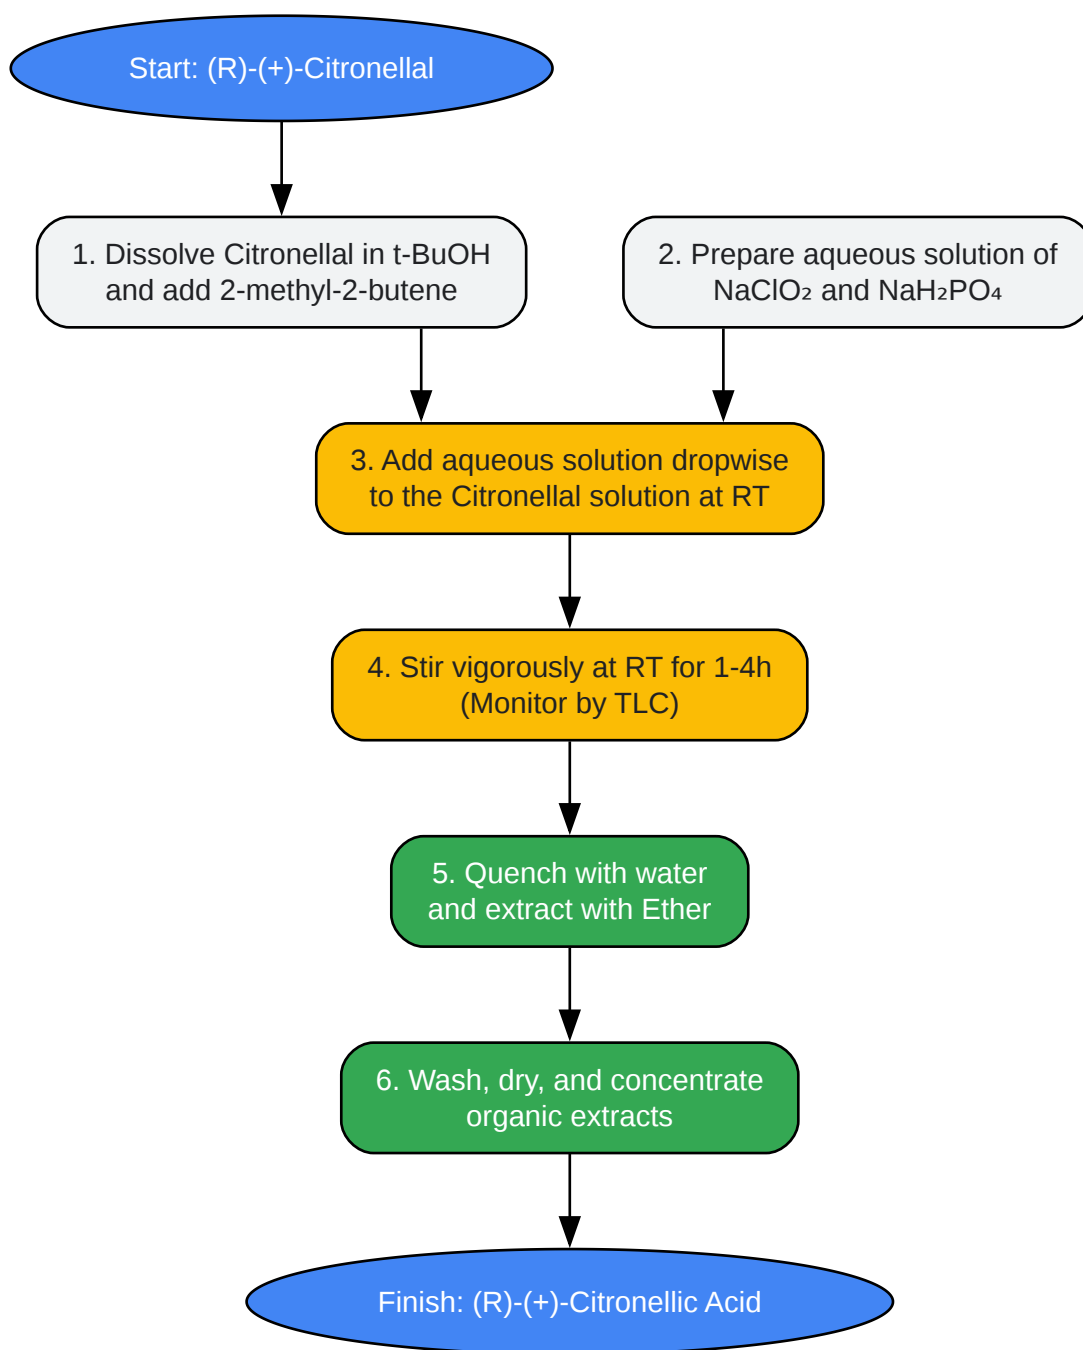 Start: (R)-(+)-Citronellal
1. Dissolve Citronellal in t-BuOH
and add 2-methyl-2-butene
2. Prepare aqueous solution of
NaClO₂ and NaH₂PO₄
3. Add aqueous solution dropwise
to the Citronellal solution at RT
4. Stir vigorously at RT for 1-4h
(Monitor by TLC)
5. Quench with water
and extract with Ether
6. Wash, dry, and concentrate
organic extracts
Finish: (R)-(+)-Citronellic Acid